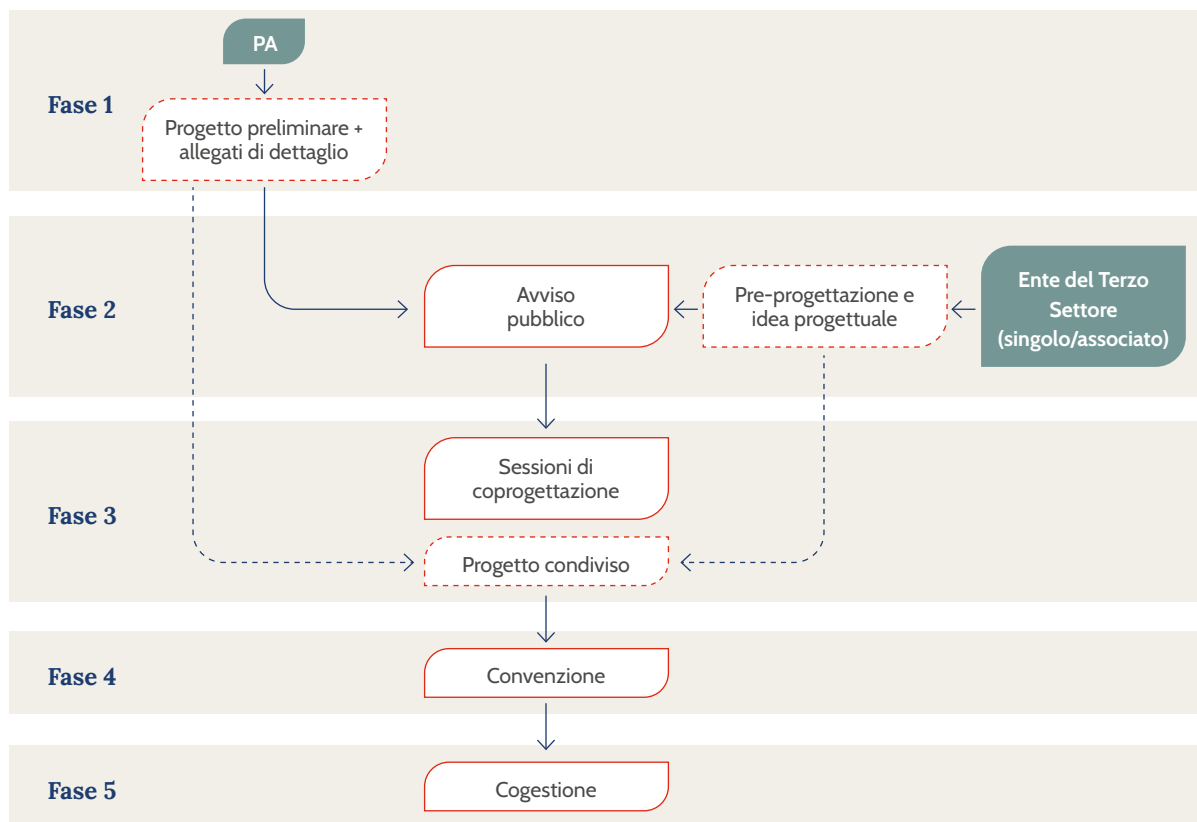 PA
Fase 1
Progetto preliminare +
allegati di dettaglio
Fase 2
Avviso
pubblico
Pre-progettazione e
idea progettuale
Ente del Terzo
Settore
(singolo/associato)
Fase 3
Sessioni di
coprogettazione
Progetto condiviso
Fase 4
Convenzione
Fase 5
Cogestione